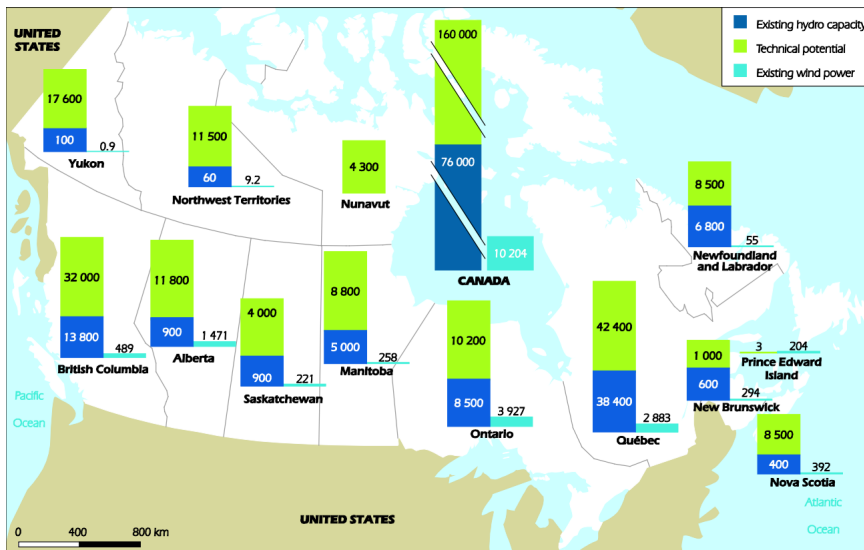 UNITED
STATES
160 000
Existing hydro capacity
Technical potential
Existing wind power
17 600
100
0.9
Yukon
11 500
60
9.2
Northwest Territories
4 300
Nunavut
76 000
10 204
CANADA
8 500
6 800
55
Newfoundland
and Labrador
32 000
13 800
489
British Columbia
11 800
900
1 471
Alberta
4 000
900
221
Saskatchewan
8 800
5 000
258
Manitoba
10 200
8 500
3 927
Ontario
42 400
38 400
2 883
Québec
1 000
600
294
New Brunswick
3
204
Prince Edward
Island
8 500
400
392
Nova Scotia
Pacific
Ocean
Atlantic
Ocean
UNITED STATES
0
400
800 km